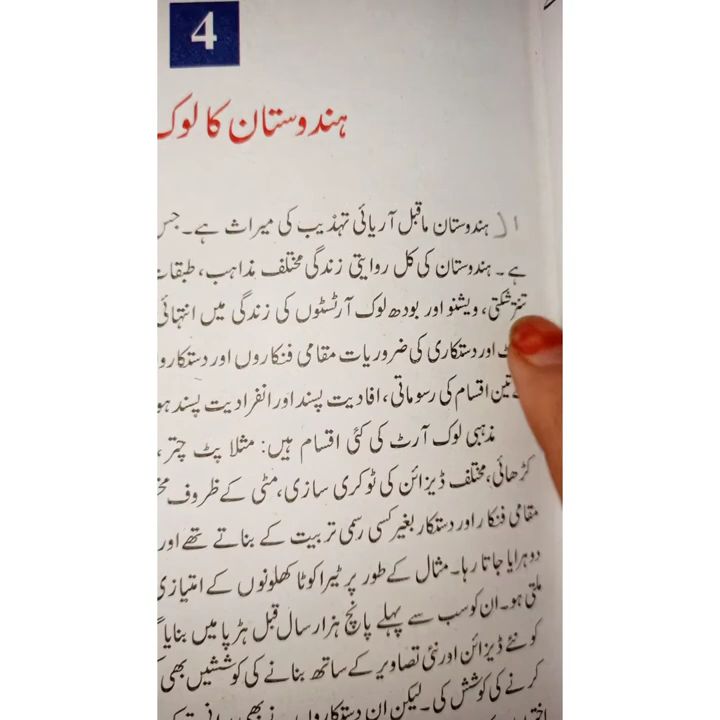 4
ہندوستان کا لوک
ہندوستان ماقبل آریائی تہذیب کی میراث ہے۔ جس
ہے۔ ہندوستان کی کل روایتی زندگی مختلف مذاہب، طبقات
تنتر شکتی، ویشنو اور بودھ لوک آرٹسٹوں کی زندگی میں انتہائی
اور دستکاری کی ضروریات مقامی فنکاروں اور دستکارو
تین اقسام کی رسوماتی، افادیت پسند اور انفرادیت پسند ہو
مذہبی لوک آرٹ کی کئی اقسام ہیں: مثلا پٹ چتر،
کڑھائی، مختلف ڈیزائن کی ٹوکری سازی، مٹی کے ظروف
مقامی فنکار اور دستکار بغیر کسی رسمی تربیت کے بناتے تھے اور
دوہرایا جاتا رہا۔ مثال کے طور پر ٹیراکوٹا کھلونوں کے امتیازی
ملتی ہو۔ ان کو سب سے پہلے پانچ ہزار سال قبل ہڑپا میں بنایا
کو نئے ڈیزائن اور نئی تصاویر کے ساتھ بنانے کی کوششیں بھی
کرنے کی کوشش کی۔ لیکن ان دستکاروں نے بھی